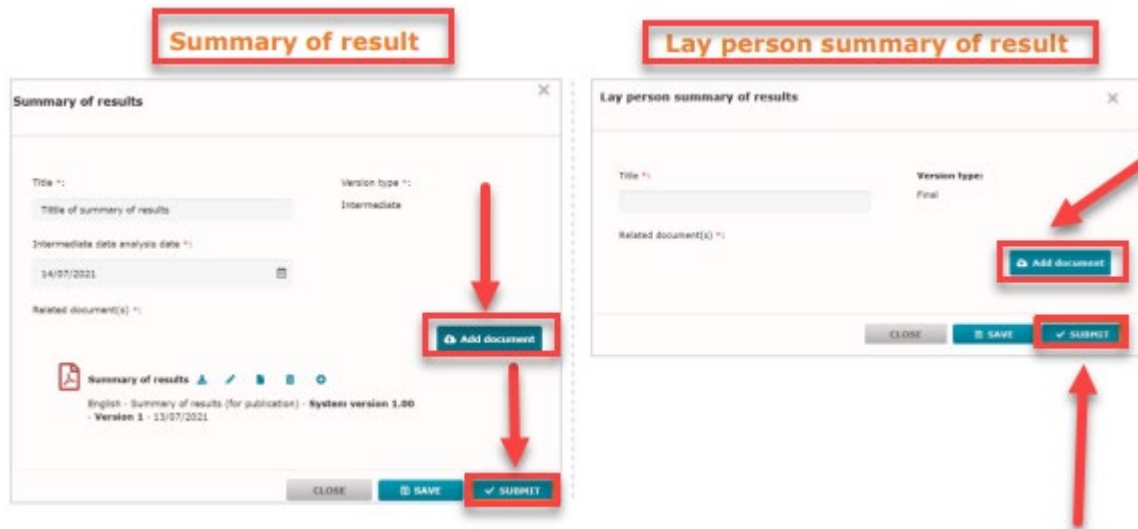 Summary of result
Summary of results
Title *:
Version type *:
Tittle of summary of results
Intermediate
Intermediate data analysis date *:
14/07/2021
Related document(s) *:
Add document
Summary of results
English - Summary of results (for publication) - System version 1.00
- Version 1 - 13/07/2021
CLOSE
SAVE
SUBMIT
Lay person summary of result
Lay person summary of results
Title *:
Version type:
Final
Related document(s) *:
Add document
CLOSE
SAVE
SUBMIT